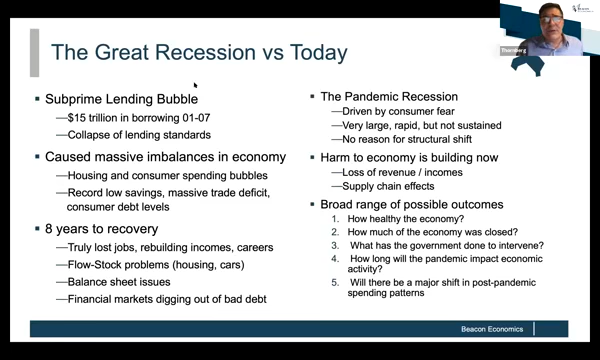 The Great Recession vs Today
Subprime Lending Bubble
—$15 trillion in borrowing 01-07
—Collapse of lending standards
Caused massive imbalances in economy
—Housing and consumer spending bubbles
—Record low savings, massive trade deficit,
consumer debt levels
8 years to recovery
—Truly lost jobs, rebuilding incomes, careers
—Flow-Stock problems (housing, cars)
—Balance sheet issues
—Financial markets digging out of bad debt
The Pandemic Recession
—Driven by consumer fear
—Very large, rapid, but not sustained
—No reason for structural shift
Harm to economy is building now
—Loss of revenue / incomes
—Supply chain effects
Broad range of possible outcomes
1. How healthy the economy?
2. How much of the economy was closed?
3. What has the government done to intervene?
4. How long will the pandemic impact economic
activity?
5. Will there be a major shift in post-pandemic
spending patterns
Beacon Economics
Thornberg